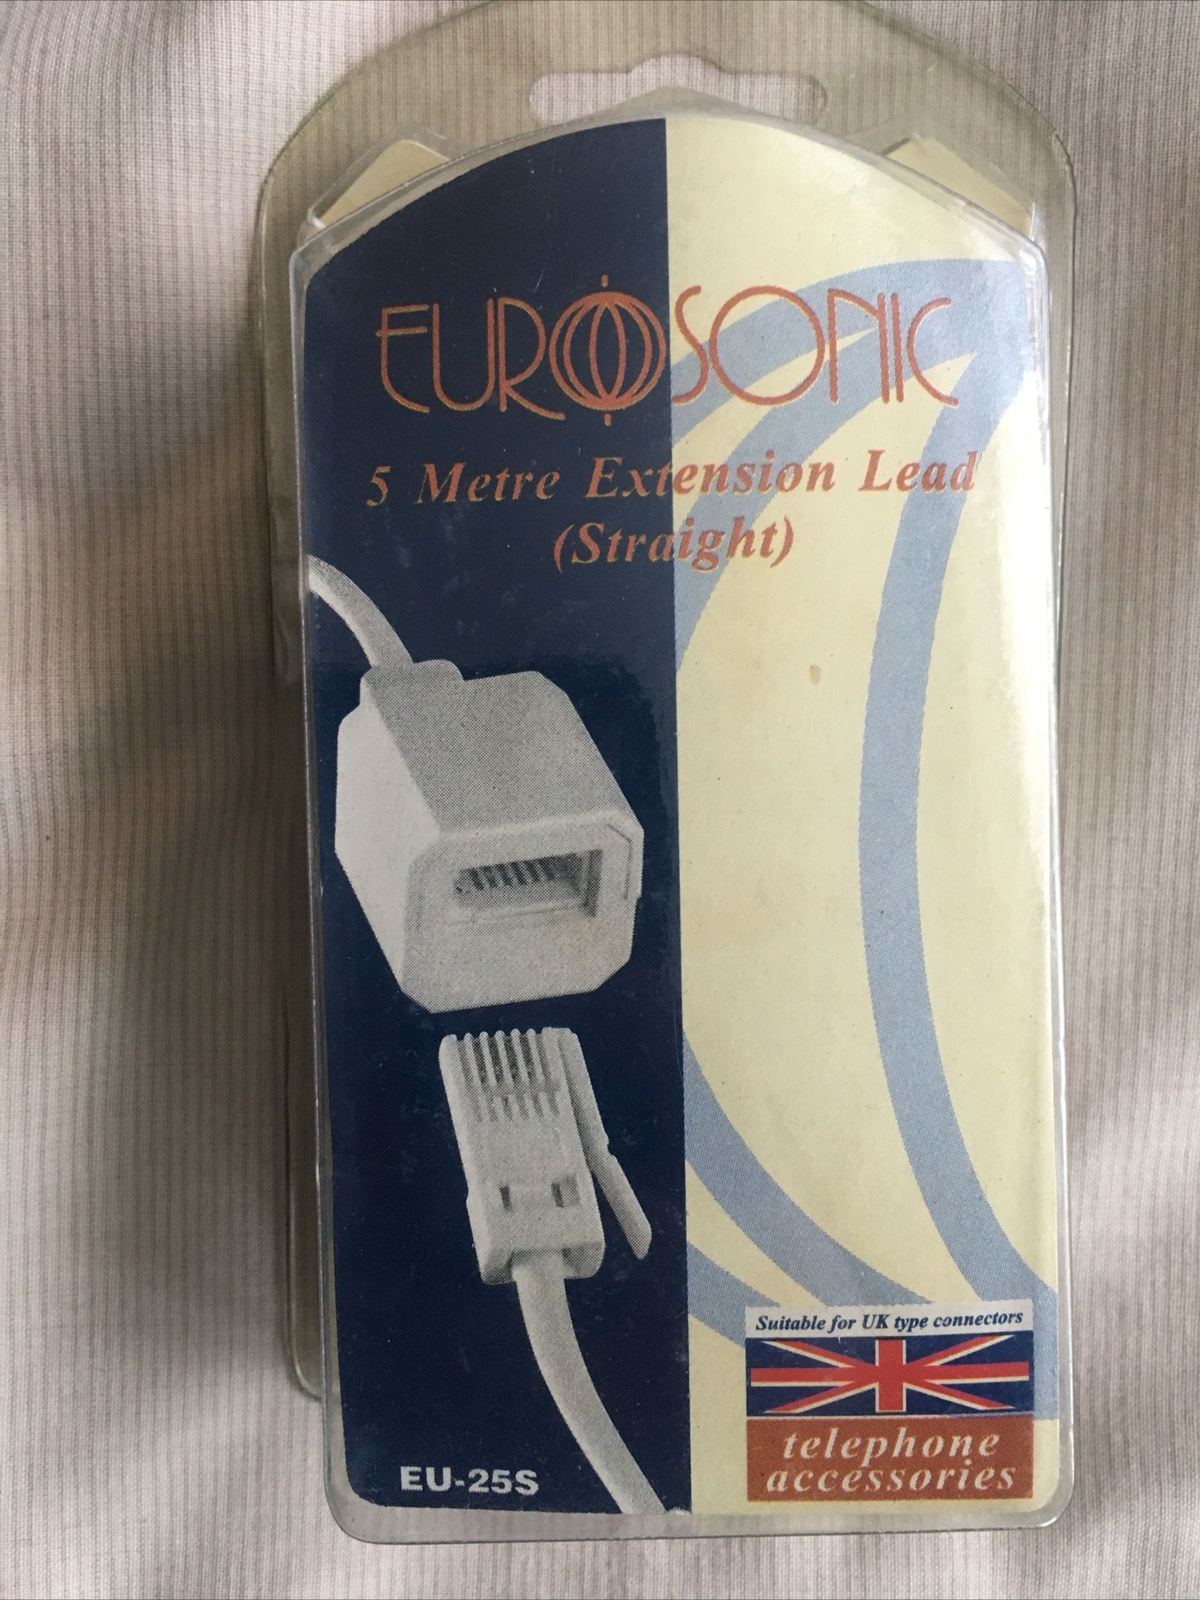 EUROSONIC
5 Metre Extension Lead
(Straight)
Suitable for UK type connectors
telephone
accessories
EU-25S